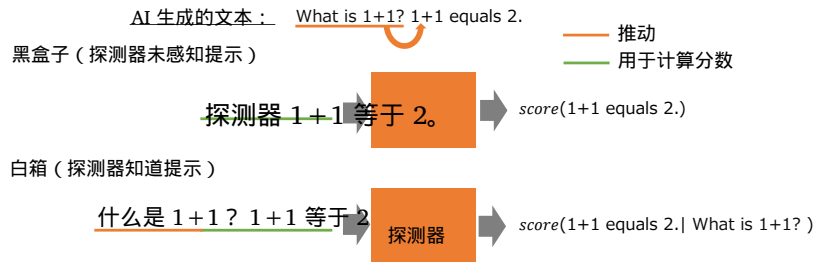 AI 生成的文本： What is 1+1? 1+1 equals 2.
推动
黑盒子（探测器未感知提示）
用于计算分数
探测器 1+1 等于 2。
score(1+1 equals 2.)
白箱（探测器知道提示）
什么是 1+1？1+1 等于 2
探测器
score(1+1 equals 2.| What is 1+1? )